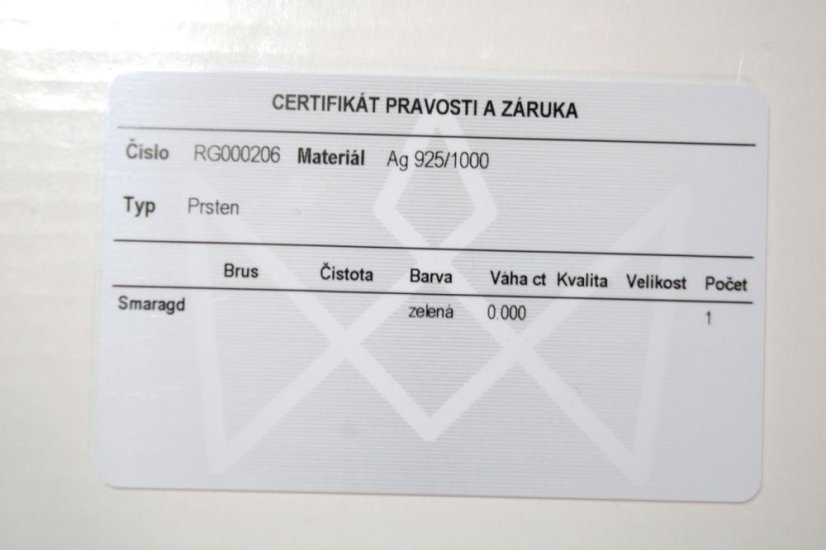 CERTIFIKÁT PRAVOSTI A ZÁRUKA
Číslo RG000206 Materiál Ag 925/1000
Typ Prsten
Brus Čistota Barva Váha ct Kvalita Velikost Počet
Smaragd zelená 0.000 1